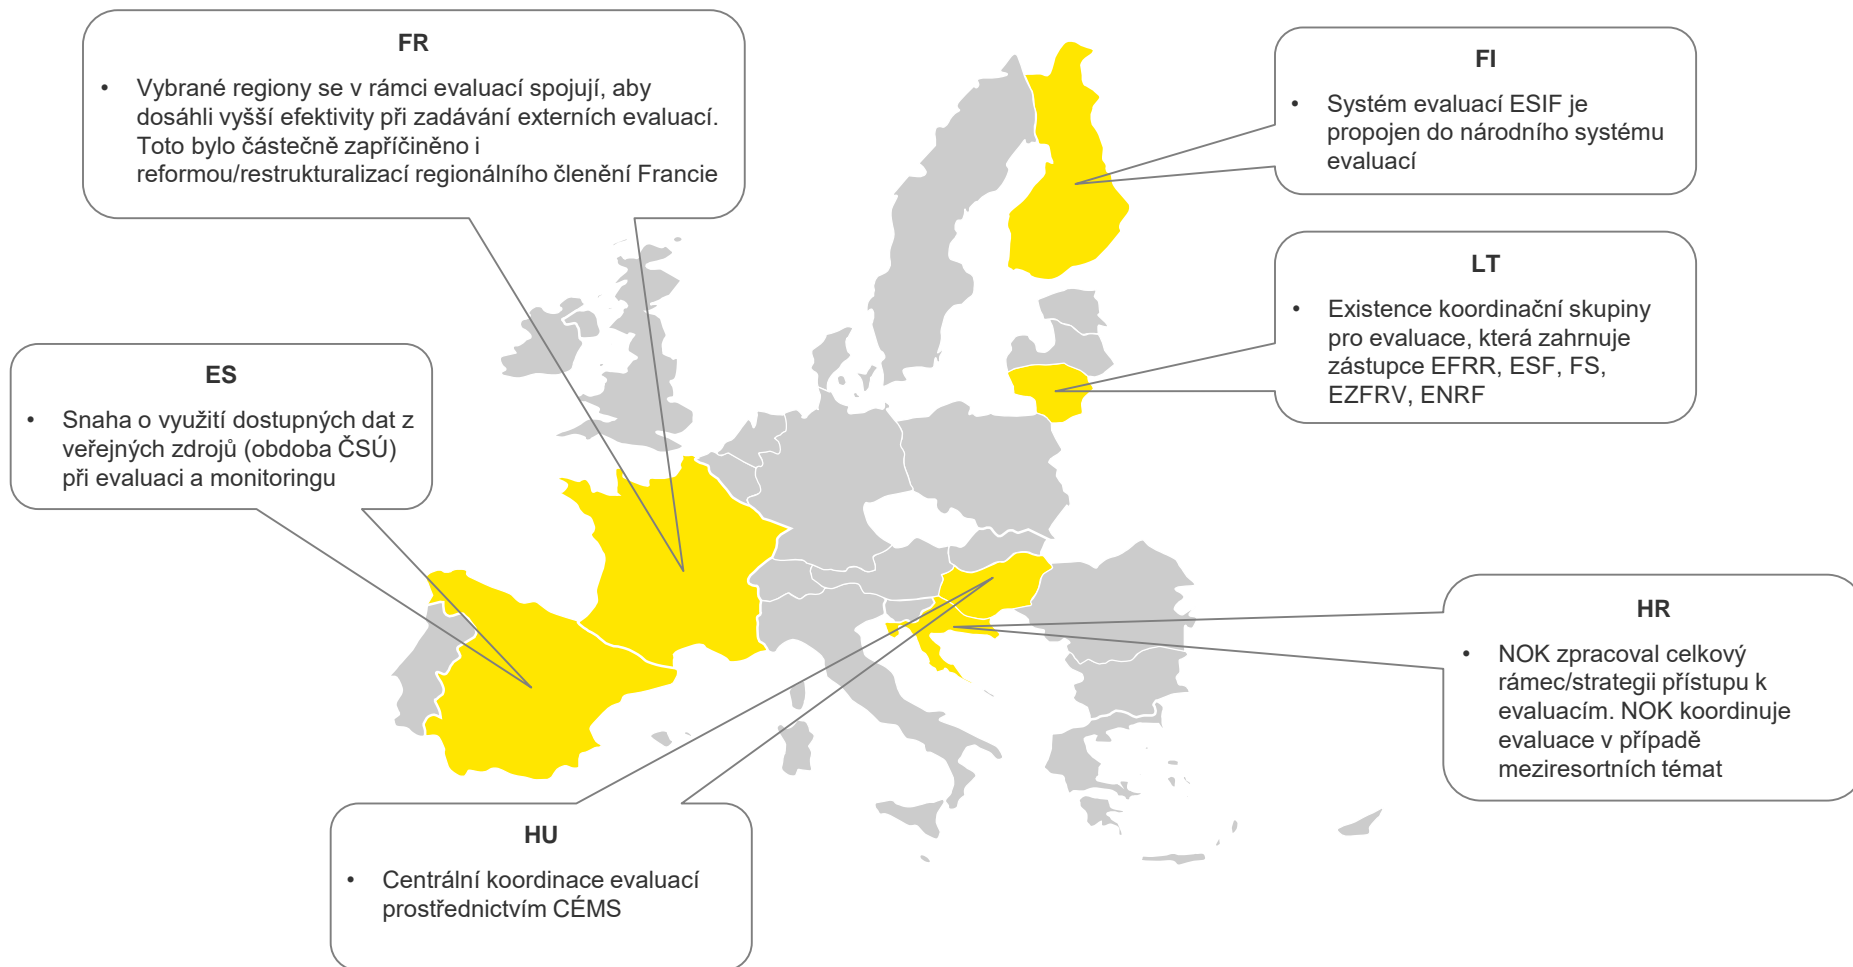 FR
• Vybrané regiony se v rámci evaluací spojují, aby
dosáhli vyšší efektivity při zadávání externích evaluací.
Toto bylo částečně zapříčiněno i
reformou/restrukturalizací regionálního členění Francie
FI
• Systém evaluací ESIF je
propojen do národního systému
evaluací
LT
• Existence koordinační skupiny
pro evaluace, která zahrnuje
zástupce EFRR, ESF, FS,
EZFRV, ENRF
ES
• Snaha o využití dostupných dat z
veřejných zdrojů (obdoba ČSÚ)
při evaluaci a monitoringu
HR
• NOK zpracoval celkový
rámec/strategii přístupu k
evaluacím. NOK koordinuje
evaluace v případě
meziresortních témat
HU
• Centrální koordinace evaluací
prostřednictvím CÉMS